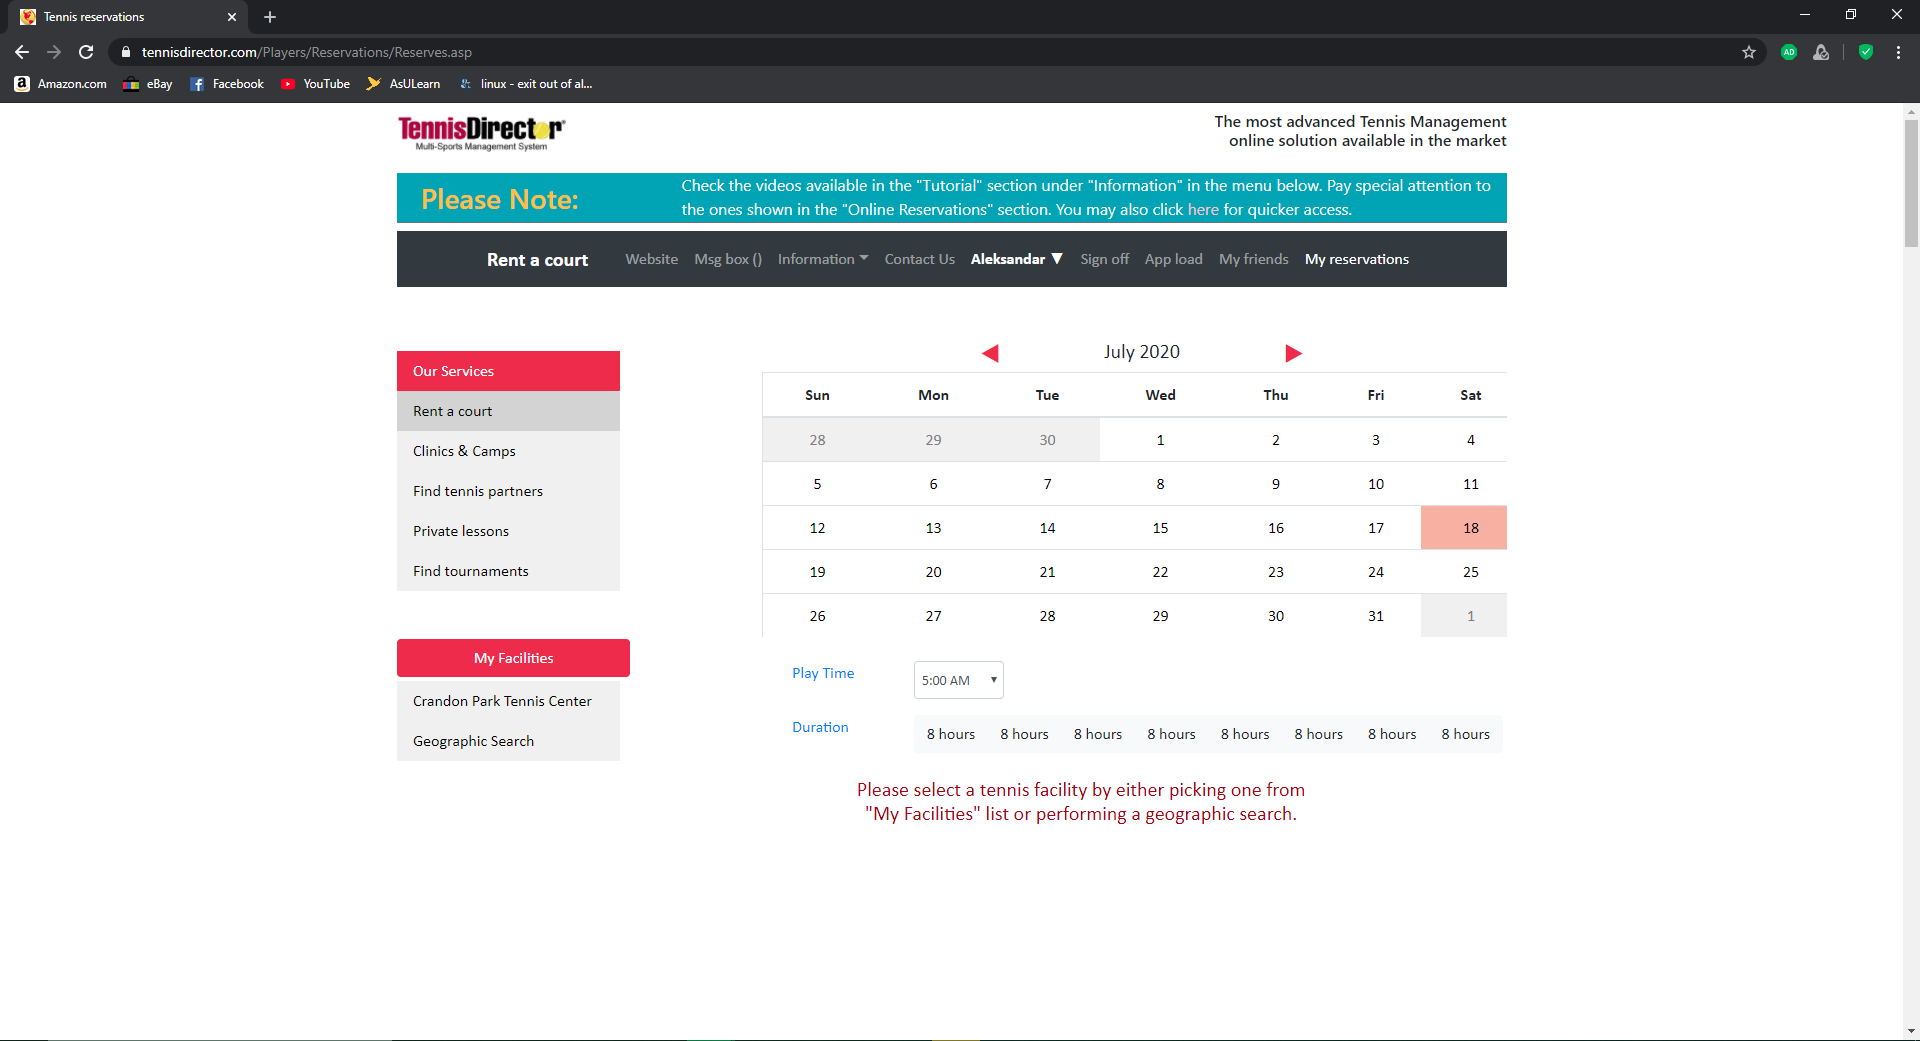 Tennis reservations
tennisdirector.com/Players/Reservations/Reserves.asp
AD
Amazon.com eBay Facebook YouTube AsULearn linux - exit out of al...
TennisDirector
Multi-Sports Management System
The most advanced Tennis Management
online solution available in the market
Please Note:
Check the videos available in the "Tutorial" section under "Information" in the menu below. Pay special attention to
the ones shown in the "Online Reservations" section. You may also click here for quicker access.
Rent a court Website Msg box () Information Contact Us Aleksandar ▼ Sign off App load My friends My reservations
Our Services
Rent a court
Clinics & Camps
Find tennis partners
Private lessons
Find tournaments
My Facilities
Crandon Park Tennis Center
Geographic Search
July 2020
Sun Mon Tue Wed Thu Fri Sat
28 29 30 1 2 3 4
5 6 7 8 9 10 11
12 13 14 15 16 17 18
19 20 21 22 23 24 25
26 27 28 29 30 31 1
Play Time 5:00 AM
Duration 8 hours 8 hours 8 hours 8 hours 8 hours 8 hours 8 hours 8 hours
Please select a tennis facility by either picking one from
"My Facilities" list or performing a geographic search.